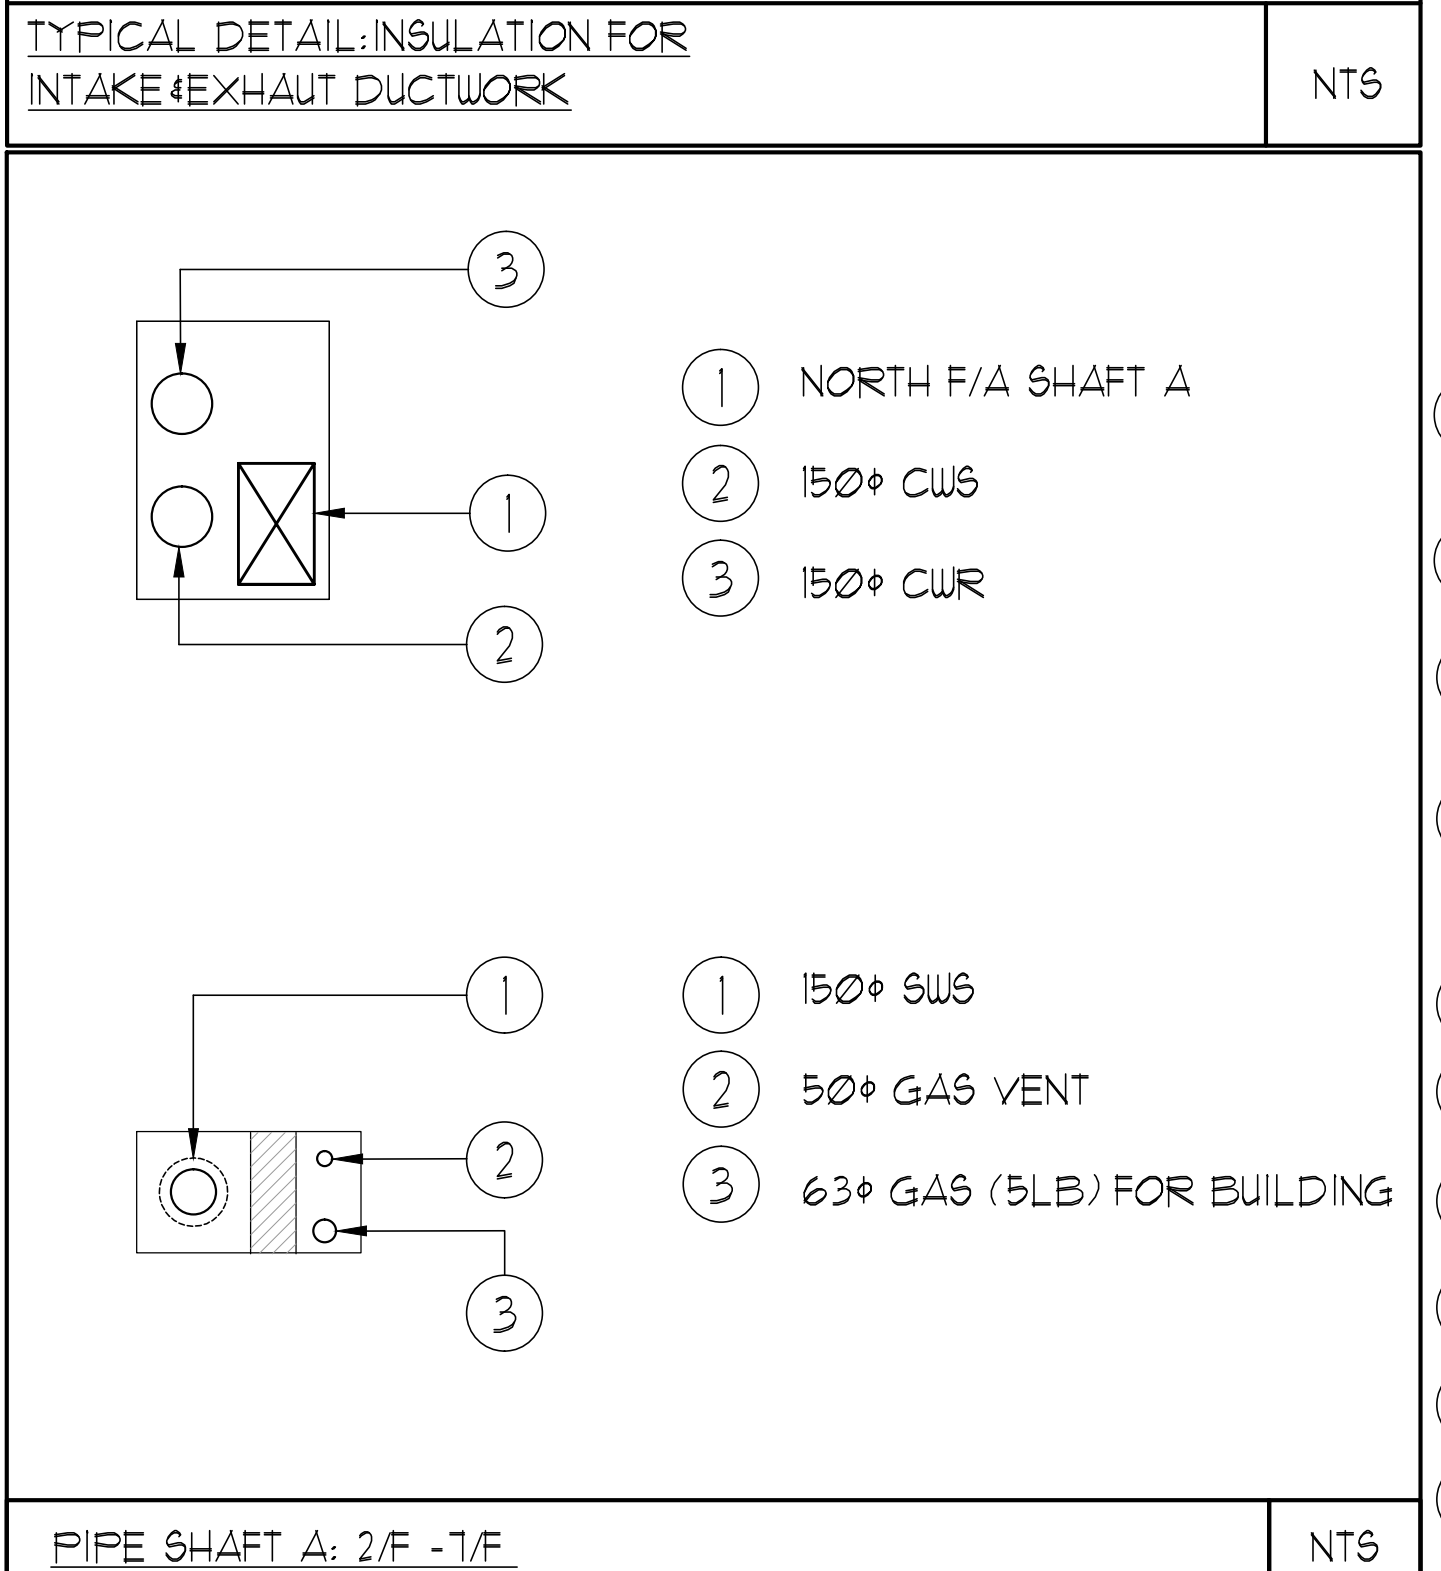 TYPICAL DETAIL:INSULATION FOR
INTAKE&EXHAUT DUCTWORK
NTS
3
1
2
1 NORTH F/A SHAFT A
2 150ϕ CWS
3 150ϕ CWR
1
2
3
1 150ϕ SWS
2 50ϕ GAS VENT
3 63ϕ GAS (5LB) FOR BUILDING
PIPE SHAFT A: 2/F -7/F
NTS